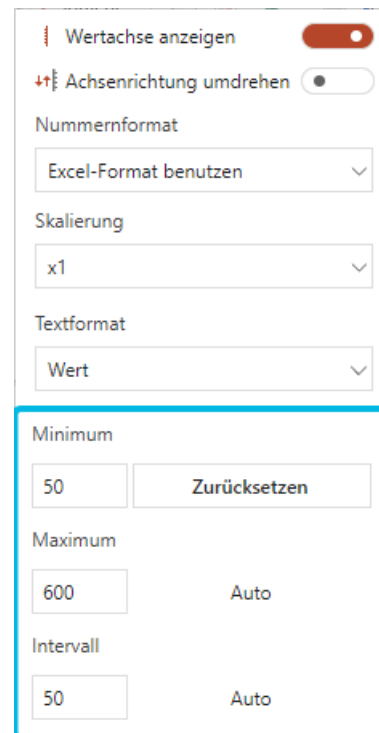 Wertachse anzeigen
Achsenrichtung umdrehen
Nummernformat
Excel-Format benutzen
Skalierung
x1
Textformat
Wert
Minimum
50 Zurücksetzen
Maximum
600 Auto
Intervall
50 Auto